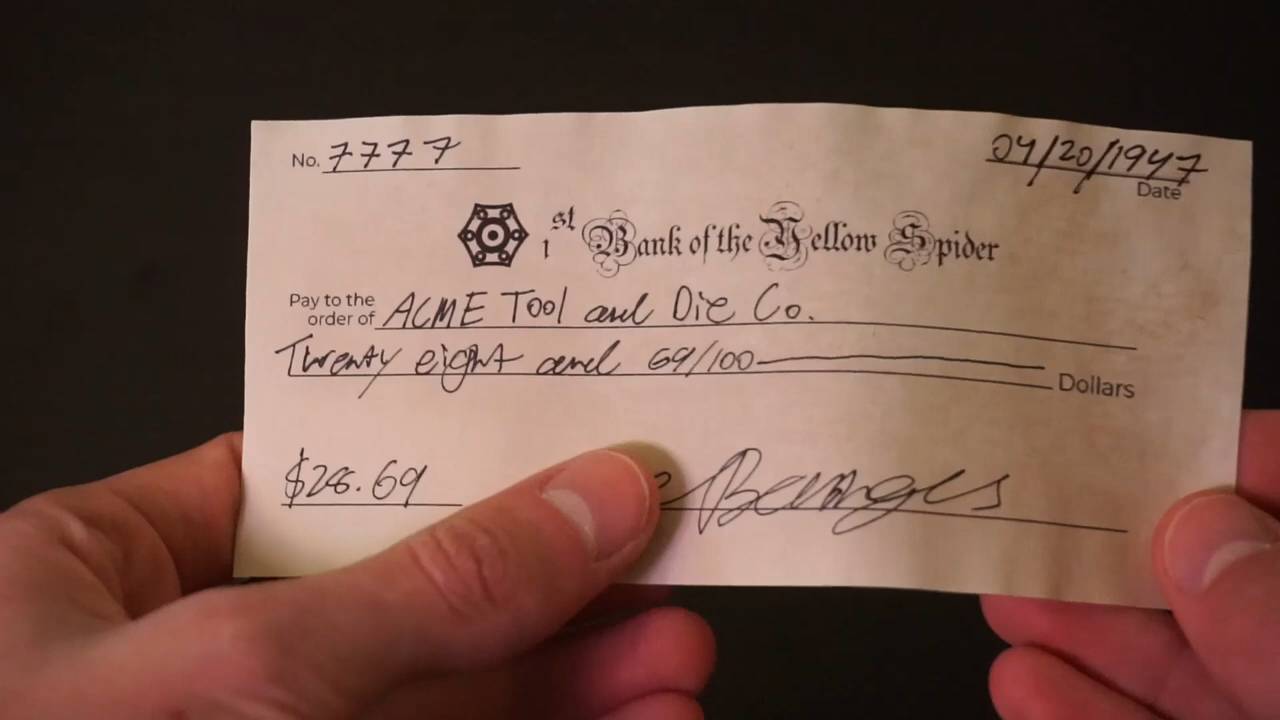 No. 7777
04/20/1947
Date
1st Bank of the Yellow Spider
Pay to the
order of ACME Tool and Die Co.
Twenty eight and 69/100 Dollars
$28.69